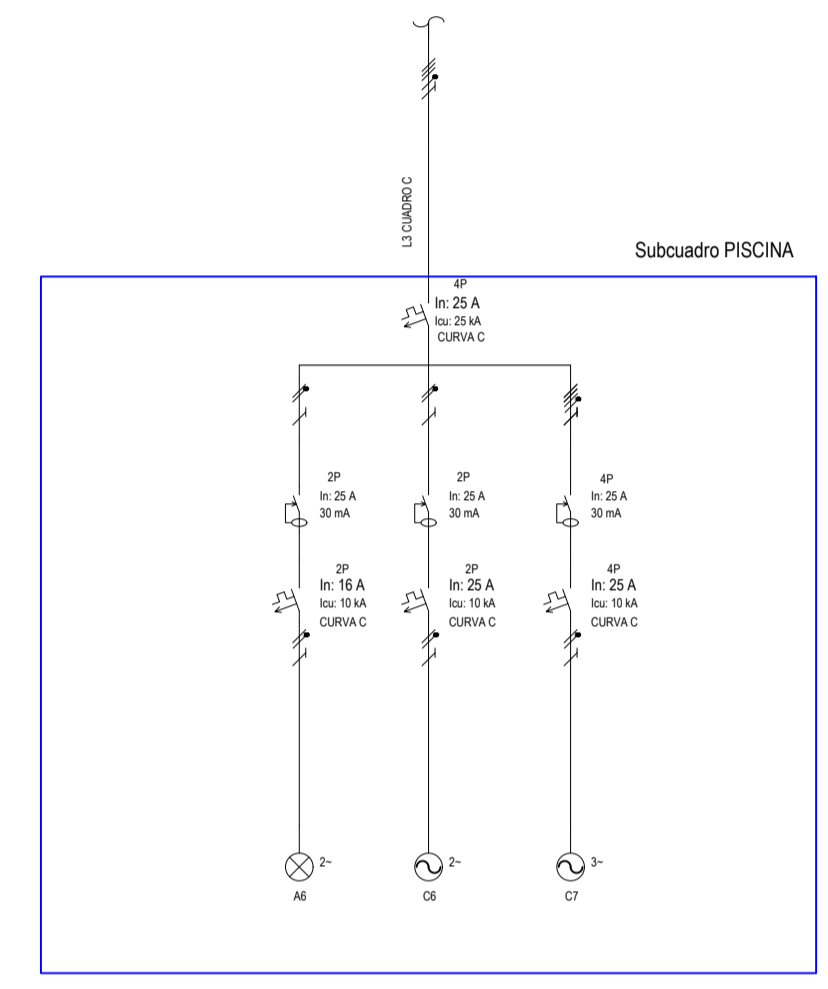 L3 CUADRO C
Subcuadro PISCINA
4P
In: 25 A
Icu: 25 kA
CURVA C
2P
In: 25 A
30 mA
2P
In: 25 A
30 mA
4P
In: 25 A
30 mA
2P
In: 16 A
Icu: 10 kA
CURVA C
2P
In: 25 A
Icu: 10 kA
CURVA C
4P
In: 25 A
Icu: 10 kA
CURVA C
2~
A6
2~
C6
3~
C7